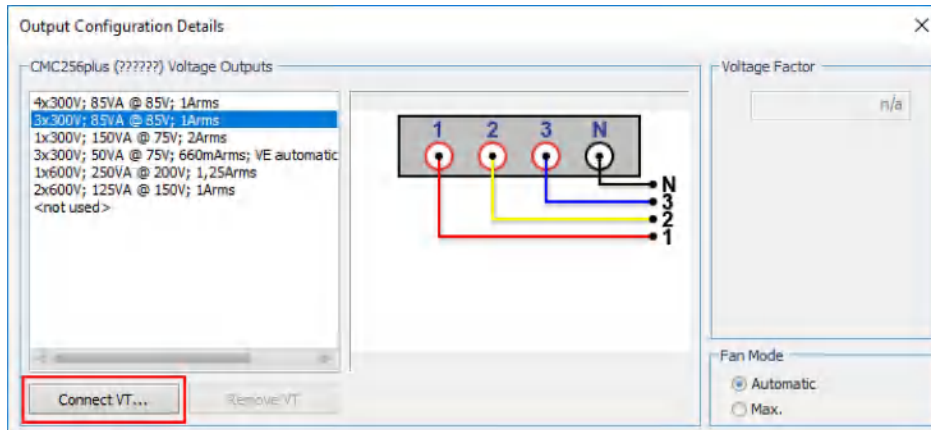 Output Configuration Details
CMC256plus (??????) Voltage Outputs
4x300V; 85VA @ 85V; 1Arms
3x300V; 85VA @ 85V; 1Arms
1x300V; 150VA @ 75V; 2Arms
3x300V; 50VA @ 75V; 660mArms; VE automatic
1x600V; 250VA @ 200V; 1,25Arms
2x600V; 125VA @ 150V; 1Arms
<not used>
1 2 3 N
N
3
2
1
Connect VT...
Remove VT
Voltage Factor
n/a
Fan Mode
Automatic
Max.